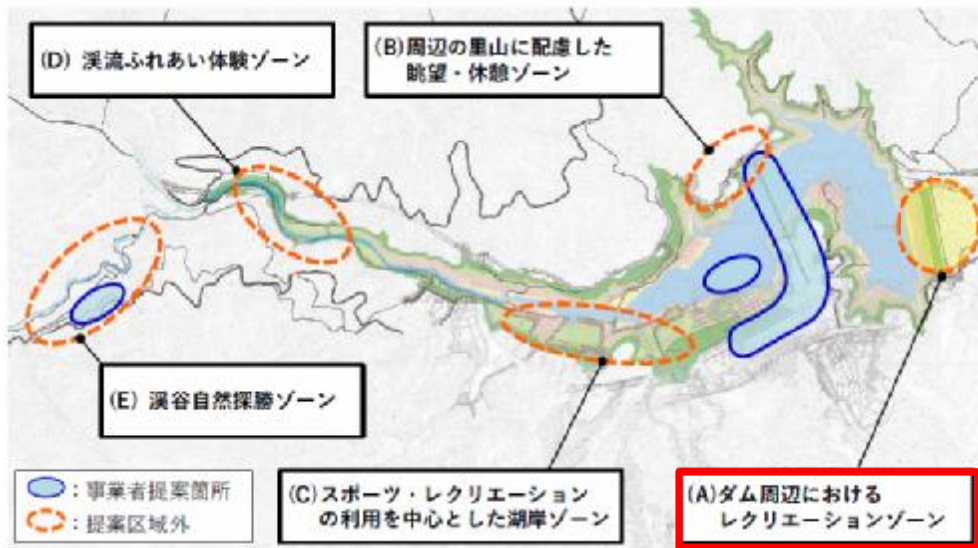 (D) 渓流ふれあい体験ゾーン
(B)周辺の里山に配慮した
眺望・休憩ゾーン
(E) 渓谷自然探勝ゾーン
：事業者提案箇所
：提案区域外
(C)スポーツ・レクリエーション
の利用を中心とした湖岸ゾーン
(A)ダム周辺における
レクリエーションゾーン